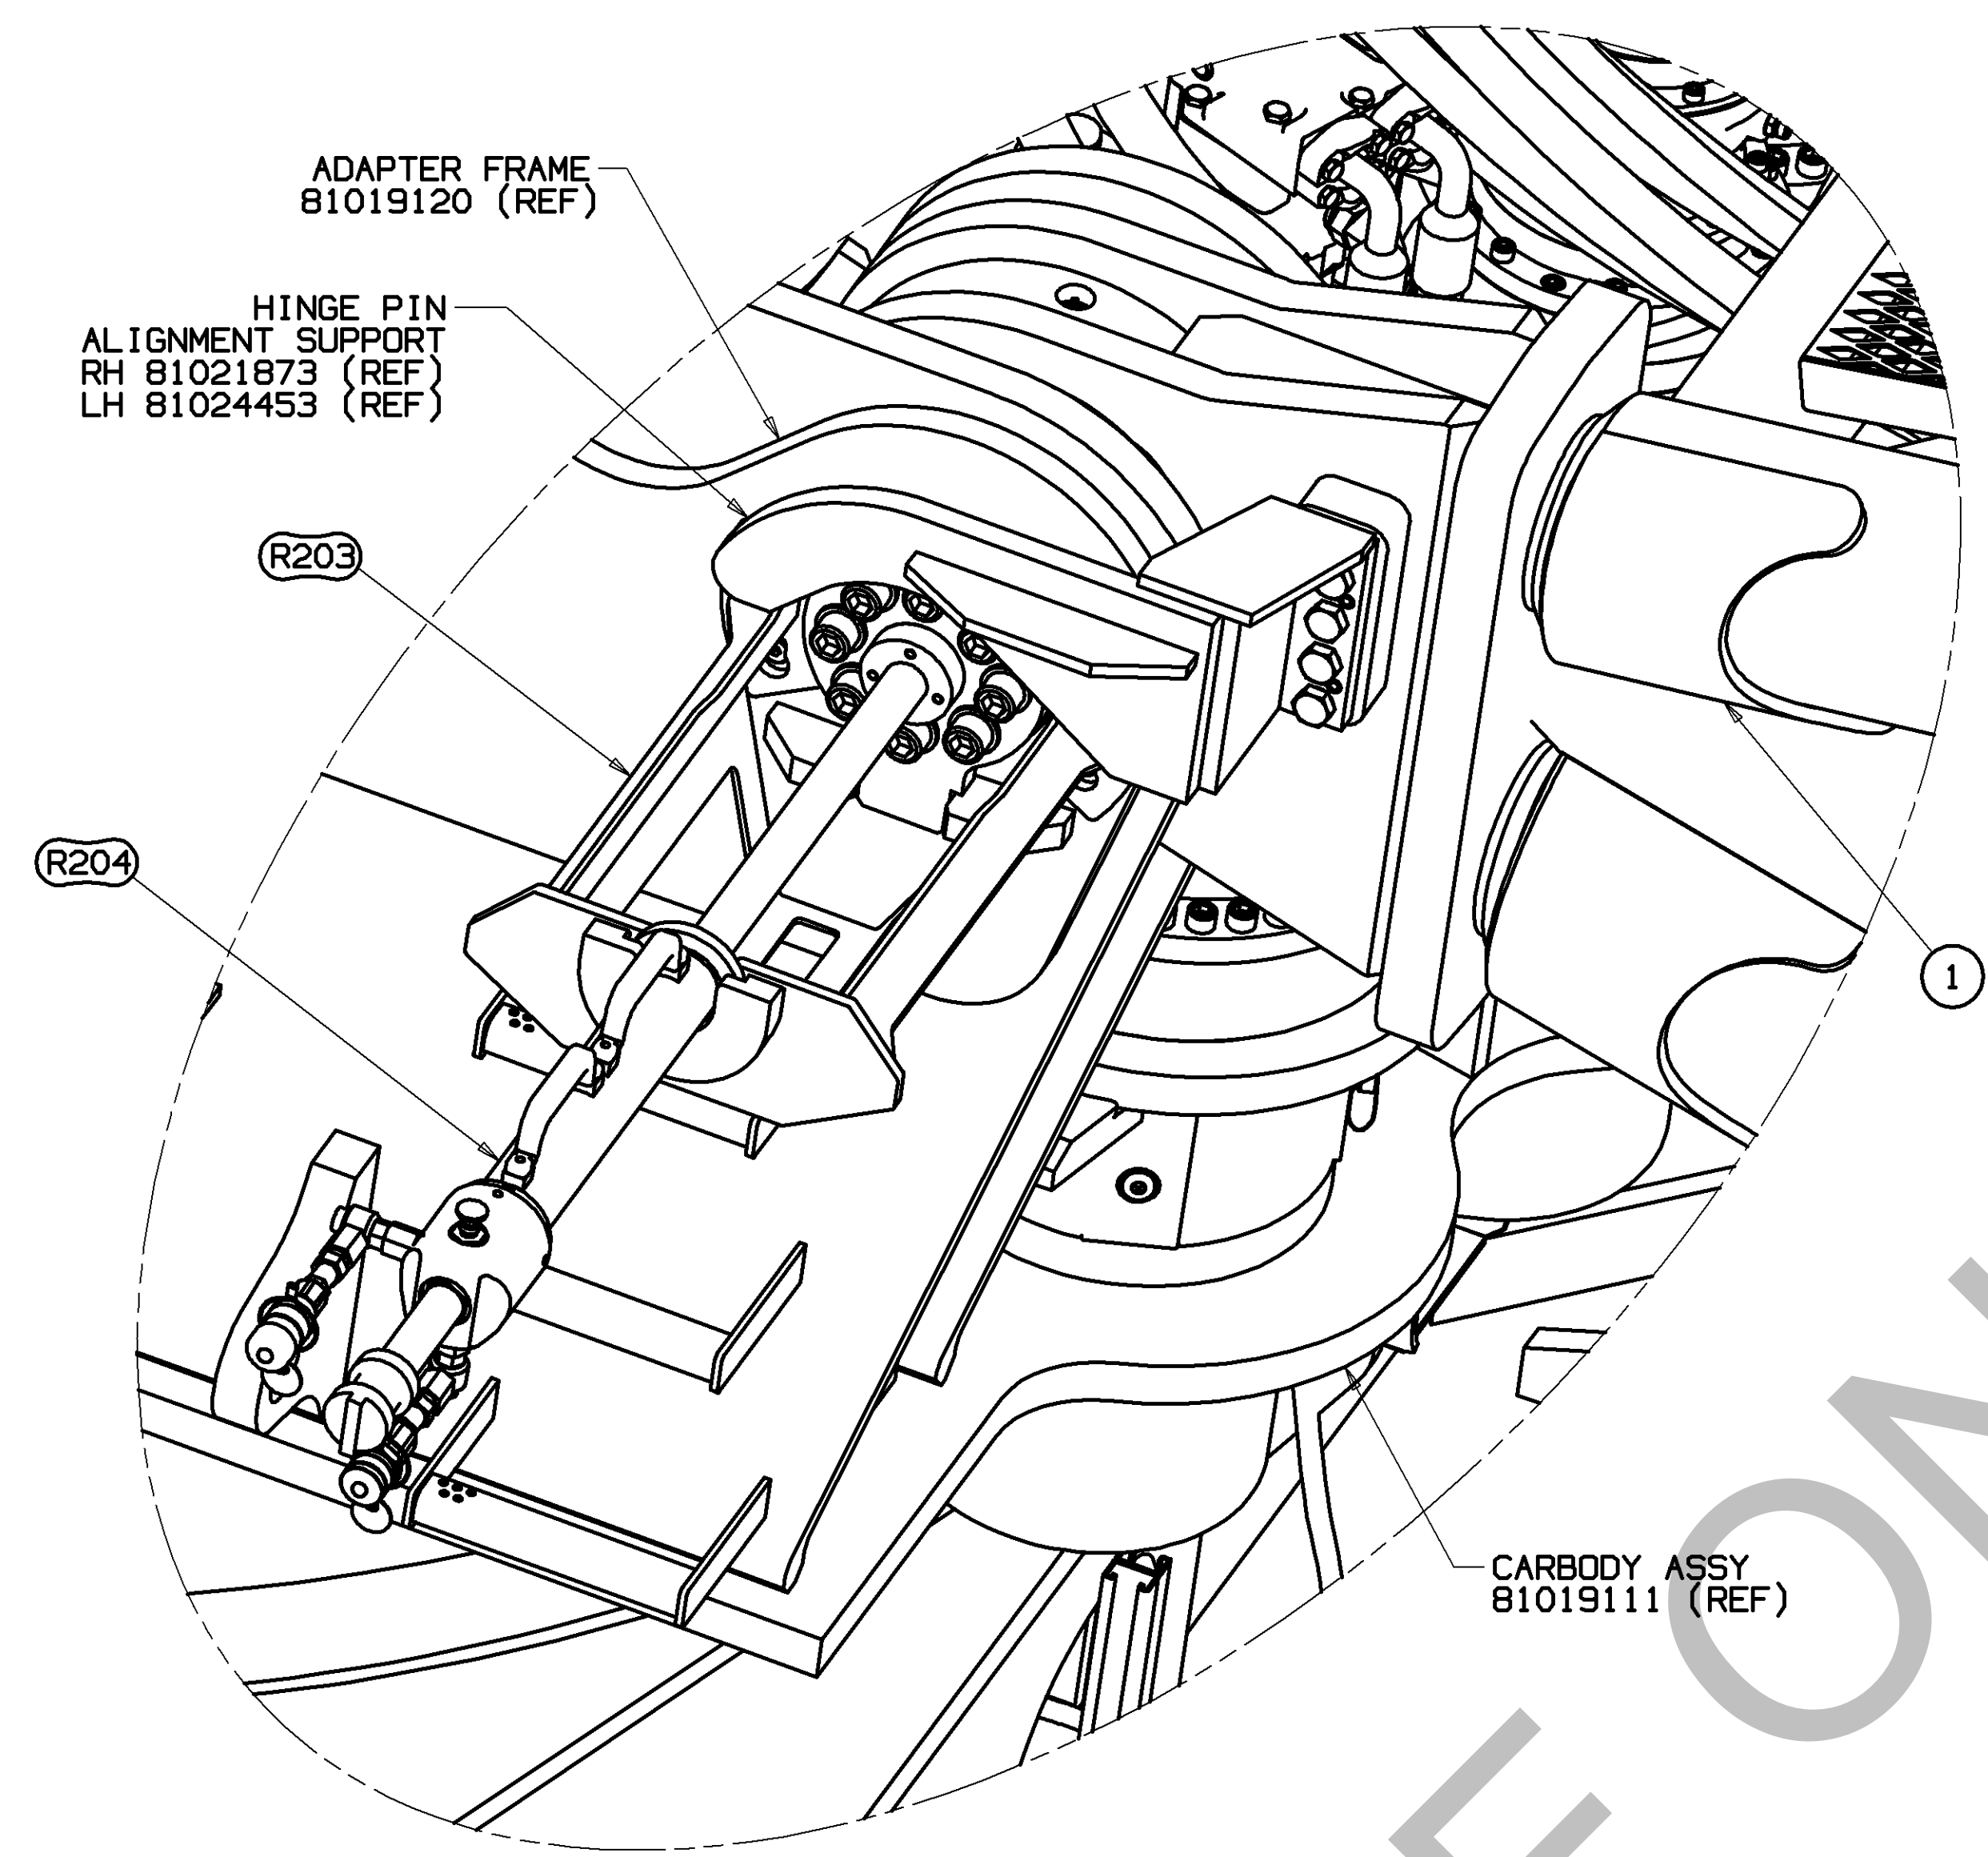 ADAPTER FRAME
81019120 (REF)
HINGE PIN
ALIGNMENT SUPPORT
RH 81021873 (REF)
LH 81024453 (REF)
R203
R204
1
CARBODY ASSY
81019111 (REF)